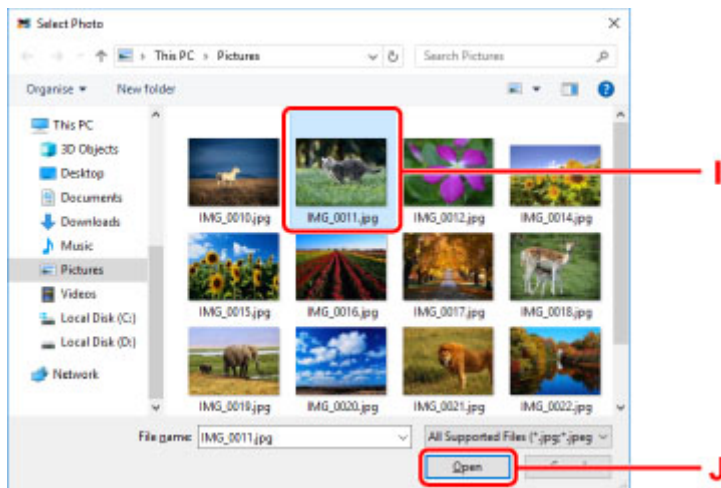 Select Photo
This PC > Pictures
Search Pictures
Organise
New folder
This PC
3D Objects
Desktop
Documents
Downloads
Music
Pictures
Videos
Local Disk (C:)
Local Disk (D:)
Network
IMG_0010.jpg
IMG_0011.jpg
IMG_0012.jpg
IMG_0014.jpg
IMG_0015.jpg
IMG_0016.jpg
IMG_0017.jpg
IMG_0018.jpg
IMG_0019.jpg
IMG_0020.jpg
IMG_0021.jpg
IMG_0022.jpg
I
File name: IMG_0011.jpg
All Supported Files (*.jpg;*.jpeg
Open
J